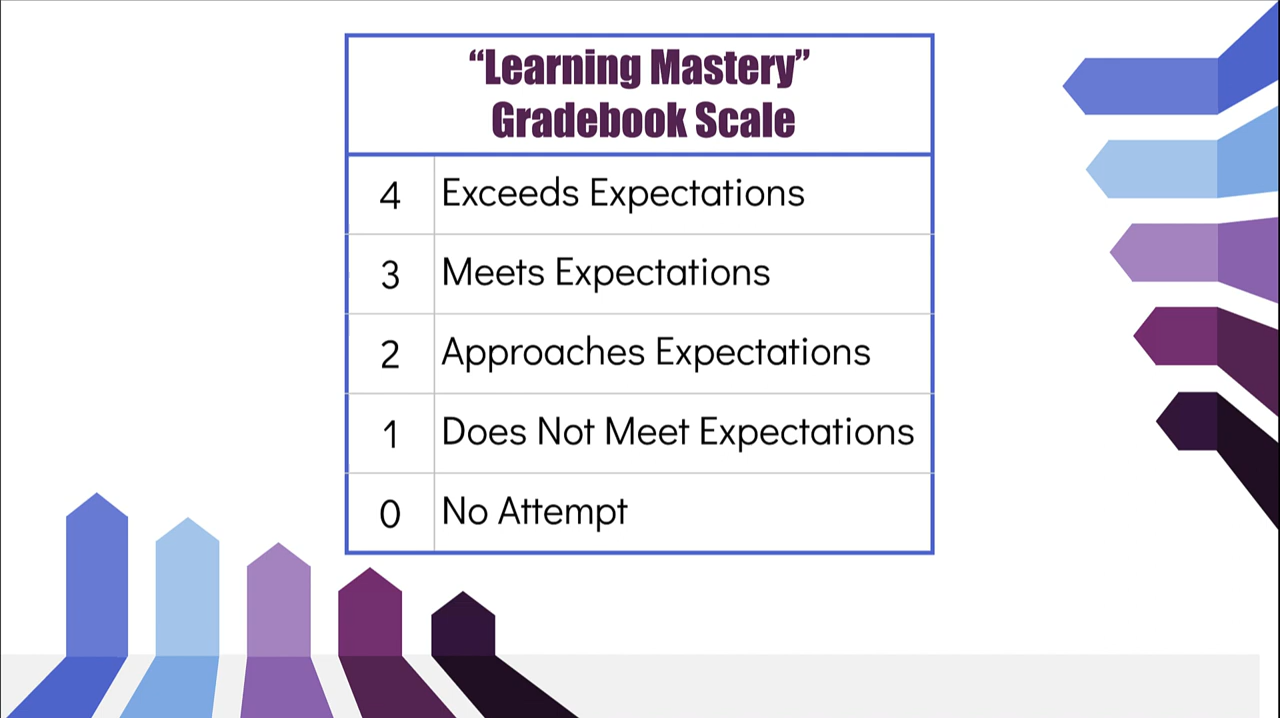 “Learning Mastery”
Gradebook Scale
4 Exceeds Expectations
3 Meets Expectations
2 Approaches Expectations
1 Does Not Meet Expectations
0 No Attempt